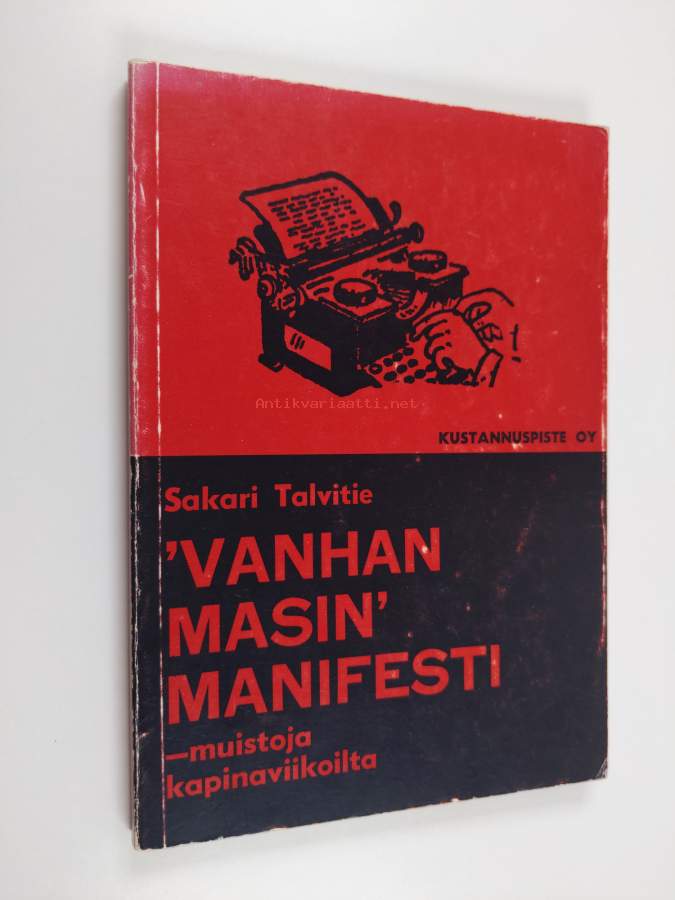 Antikvariaatti.net
KUSTANNUSPISTE OY
Sakari Talvitie
'VANHAN
MASIN'
MANIFESTI
—muistoja
kapinaviikoilta